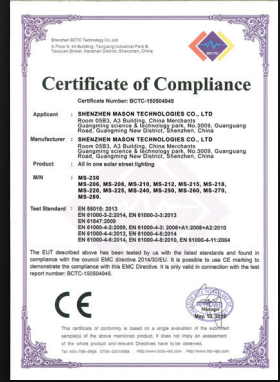 Shenzhen BCTC Technology Co.,Ltd.
BCTC
Certificate of Compliance
Certificate Number: BCTC-150804945
Applicant : SHENZHEN MASON TECHNOLOGIES CO., LTD
Room 05B3, A3 Building, China Merchants
Guangming science & technology park, No.3009, Guanguang
Road, Guangming New District, Shenzhen, China
Manufacturer : SHENZHEN MASON TECHNOLOGIES CO., LTD
Room 05B3, A3 Building, China Merchants
Guangming science & technology park, No.3009, Guanguang
Road, Guangming New District, Shenzhen, China
Product : All in one solar street lighting
M/N : MS-230
MS-206, MS-208, MS-210, MS-212, MS-215, MS-218,
MS-220, MS-225, MS-240, MS-250, MS-260, MS-270,
MS-280.
Test Standard : EN 55015: 2013
EN 61000-3-2:2014, EN 61000-3-3:2013
EN 61547:2009
EN 61000-4-2:2009, EN 61000-4-3: 2006+A1:2008+A2:2010
EN 61000-4-4:2012, EN 61000-4-5:2014
EN 61000-4-6:2014, EN 61000-4-8:2010, EN 61000-4-11:2004
The EUT described above has been tested by us with the listed standards and found in
compliance with the council EMC directive 2014/30/EU. It is possible to use CE marking to
demonstrate the compliance with this EMC Directive. It is only valid in connection with the test
report number: BCTC-150804945.
CE
Manager
May. 12, 2015
This certificate of conformity is based on a single evaluation of the submitted
sample(s) of the above mentioned product. It does not imply an assessment
of the whole product and relevant Directives have to be observed.